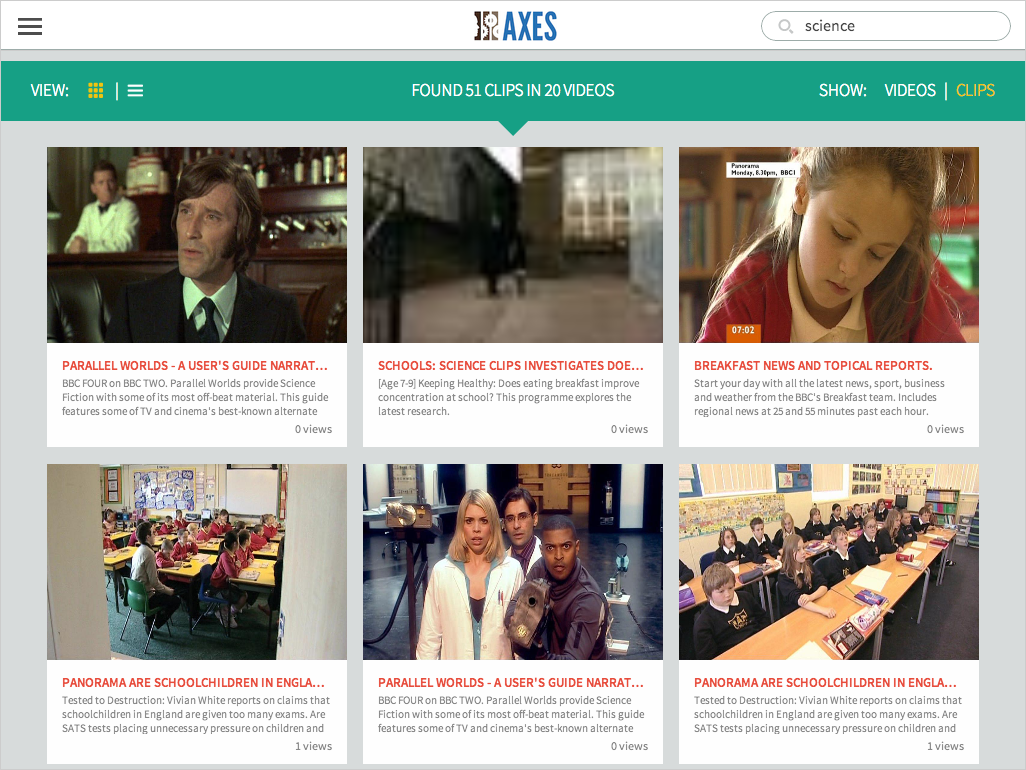 AXES
science
VIEW:
FOUND 51 CLIPS IN 20 VIDEOS
SHOW: VIDEOS | CLIPS
Panorama
Monday, 8.30pm, BBC1
07:02
PARALLEL WORLDS - A USER'S GUIDE NARRAT...
BBC FOUR on BBC TWO. Parallel Worlds provide Science
Fiction with some of its most off-beat material. This guide
features some of TV and cinema's best-known alternate
0 views
SCHOOLS: SCIENCE CLIPS INVESTIGATES DOE...
[Age 7-9] Keeping Healthy: Does eating breakfast improve
concentration at school? This programme explores the
latest research.
0 views
BREAKFAST NEWS AND TOPICAL REPORTS.
Start your day with all the latest news, sport, business
and weather from the BBC's Breakfast team. Includes
regional news at 25 and 55 minutes past each hour.
0 views
PANORAMA ARE SCHOOLCHILDREN IN ENGLA...
Tested to Destruction: Vivian White reports on claims that
schoolchildren in England are given too many exams. Are
SATS tests placing unnecessary pressure on children and
1 views
PARALLEL WORLDS - A USER'S GUIDE NARRAT...
BBC FOUR on BBC TWO. Parallel Worlds provide Science
Fiction with some of its most off-beat material. This guide
features some of TV and cinema's best-known alternate
0 views
PANORAMA ARE SCHOOLCHILDREN IN ENGLA...
Tested to Destruction: Vivian White reports on claims that
schoolchildren in England are given too many exams. Are
SATS tests placing unnecessary pressure on children and
1 views